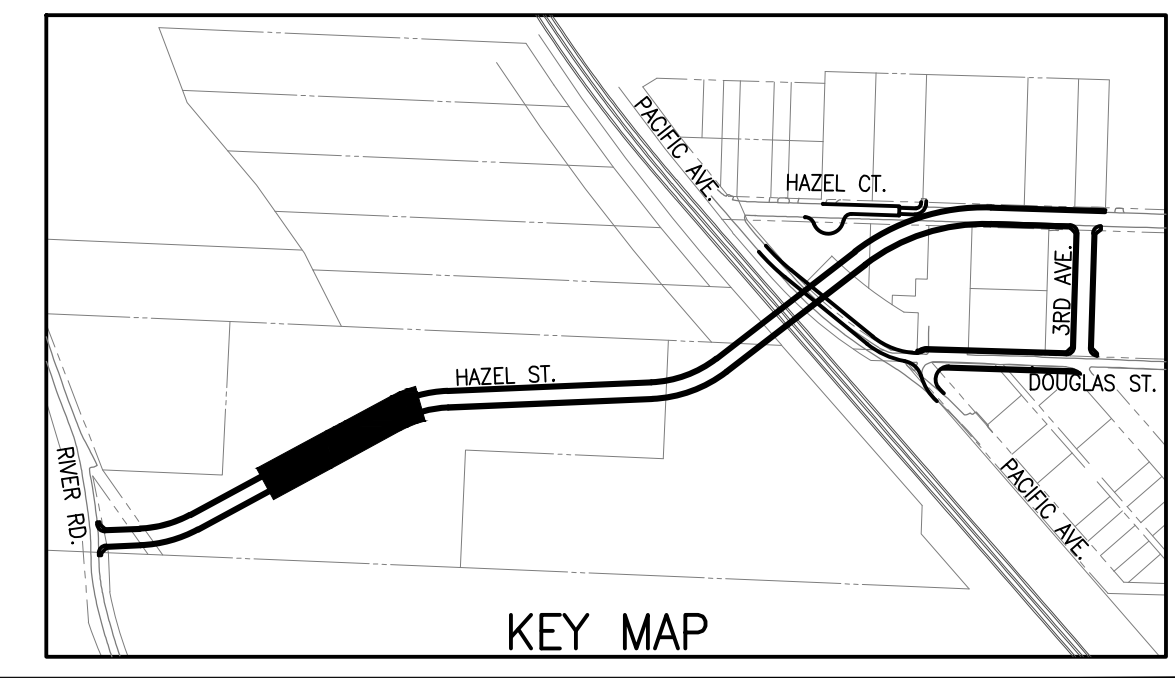 PACIFIC AVE.
HAZEL CT.
3RD AVE.
HAZEL ST.
DOUGLAS ST.
RIVER RD.
PACIFIC AVE.
KEY MAP